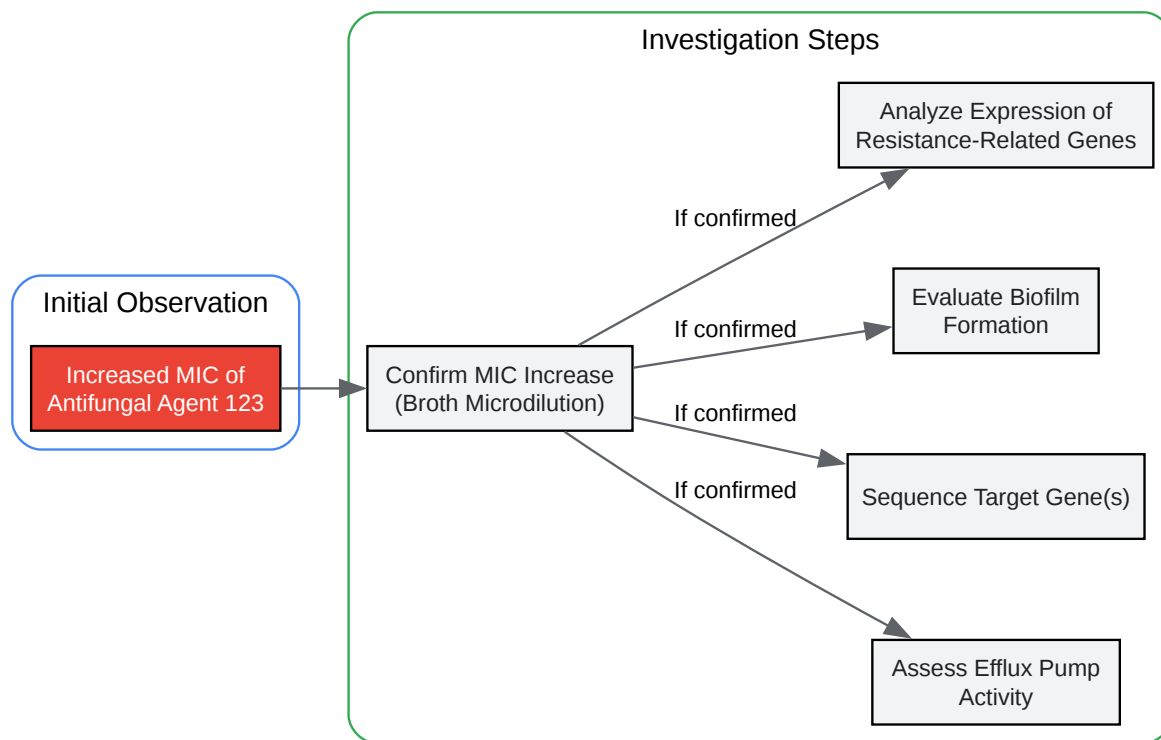 Investigation Steps
Analyze Expression of
Resistance-Related Genes
If confirmed
Initial Observation
Increased MIC of
Antifungal Agent 123
Confirm MIC Increase
(Broth Microdilution)
If confirmed
Evaluate Biofilm
Formation
If confirmed
Sequence Target Gene(s)
If confirmed
Assess Efflux Pump
Activity